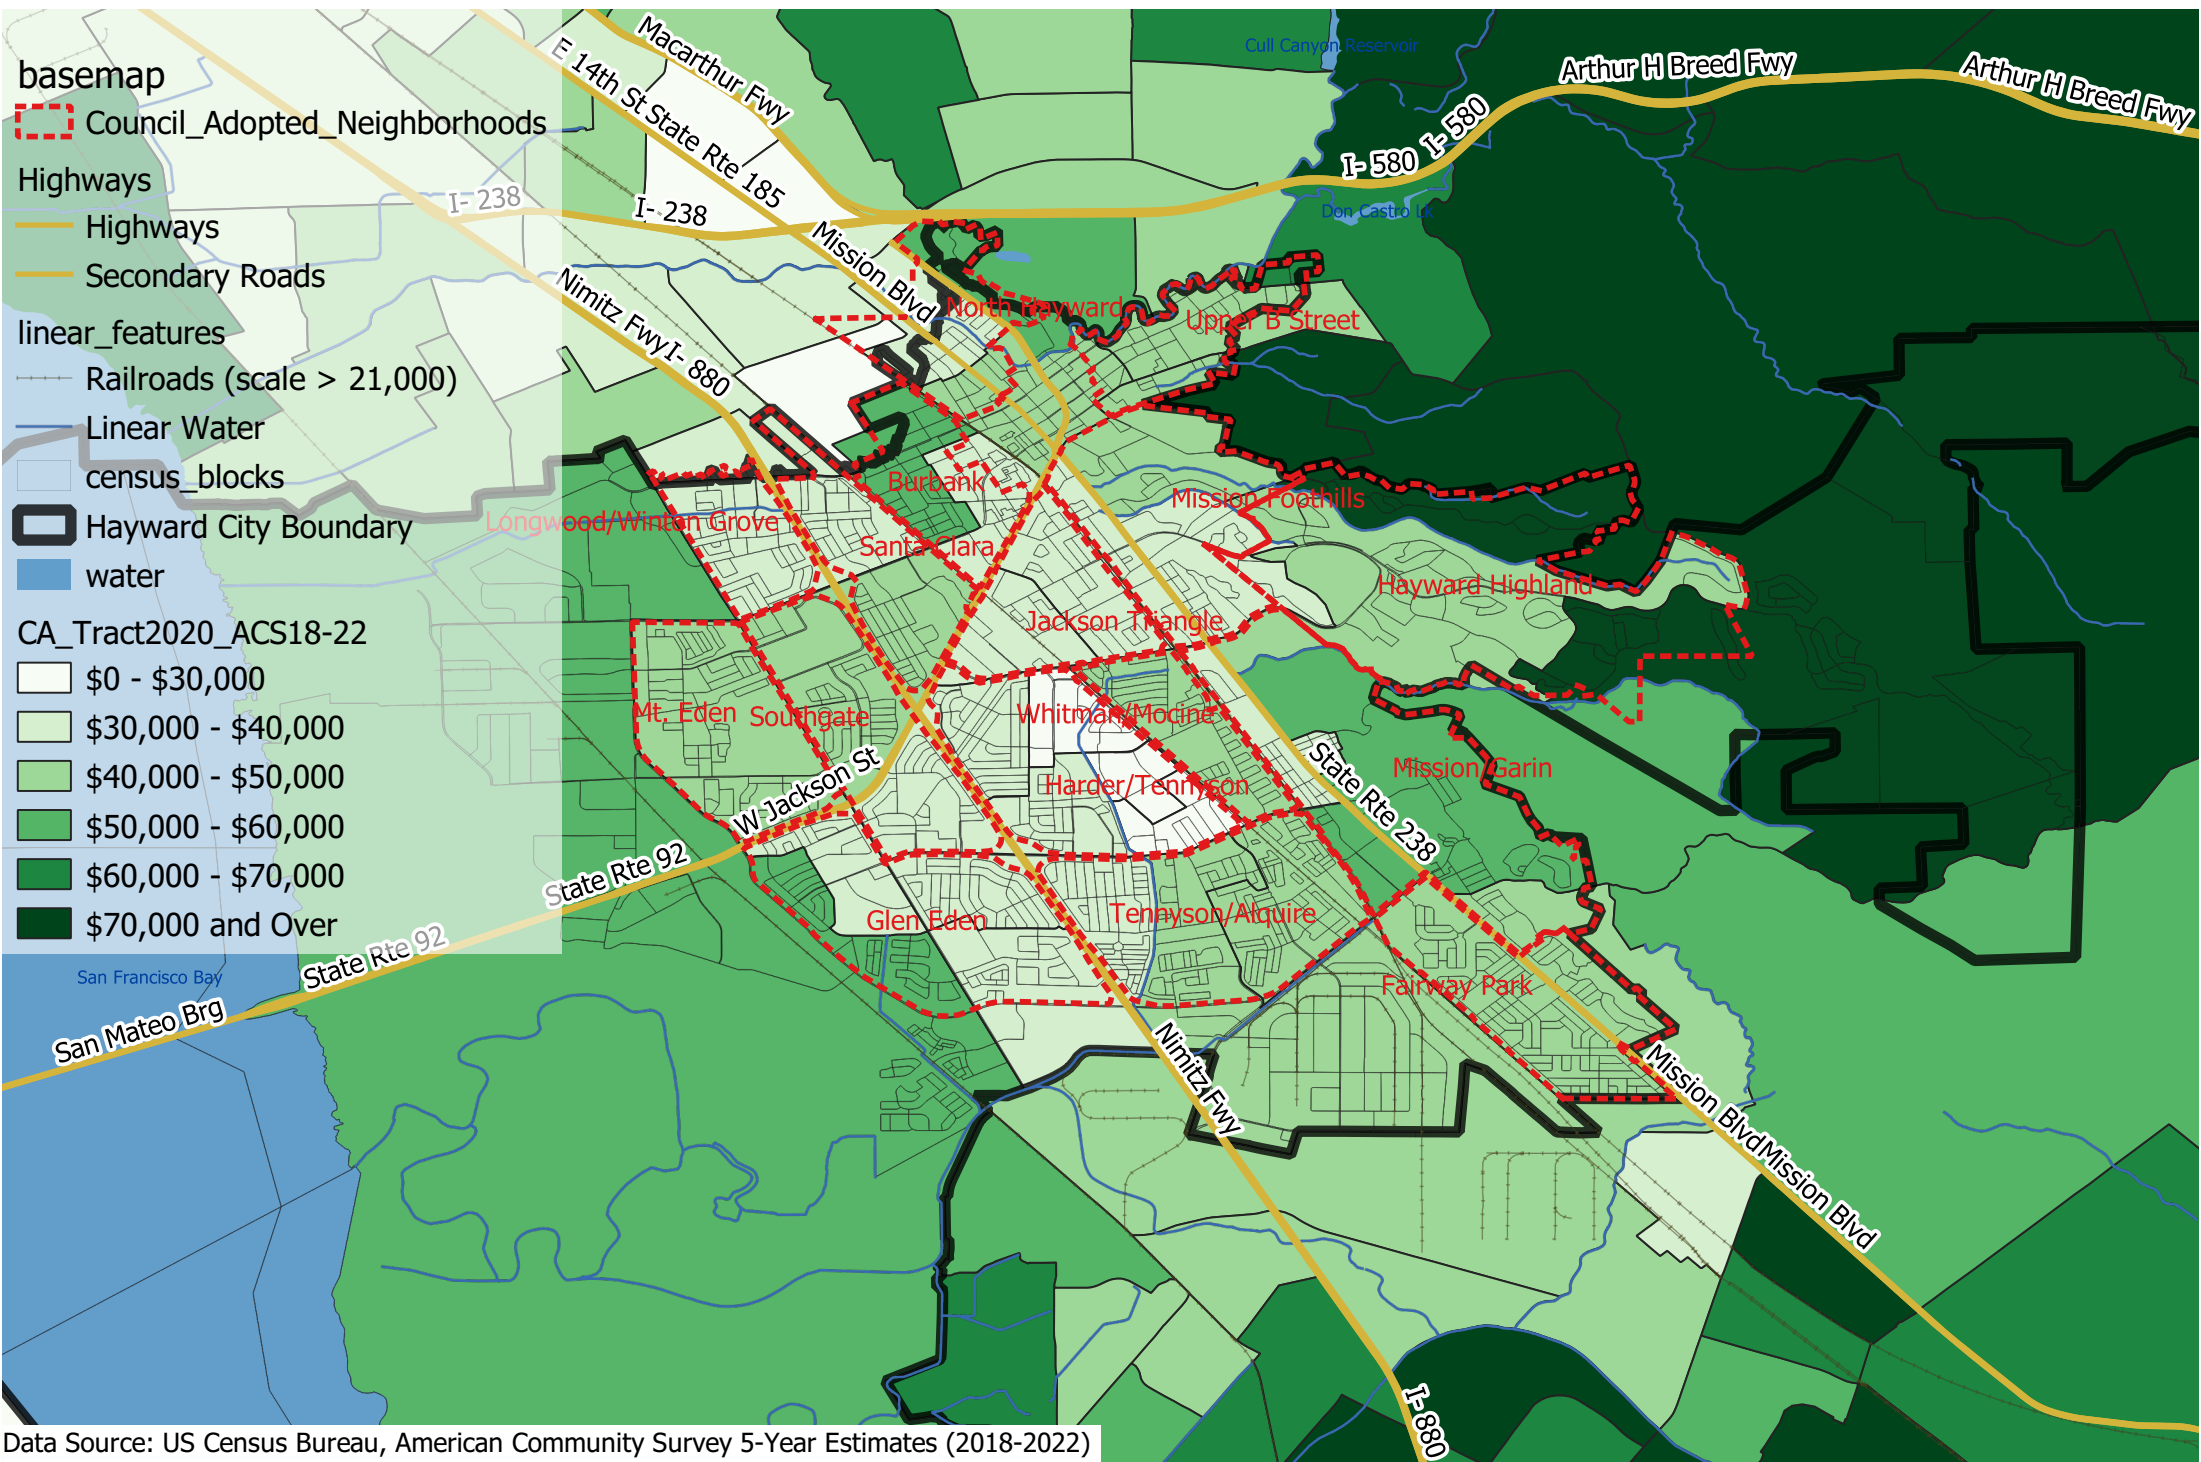 basemap
Council_Adopted_Neighborhoods
Highways
Highways
Secondary Roads
linear_features
Railroads (scale > 21,000)
Linear Water
census_blocks
Hayward City Boundary
water
CA_Tract2020_ACS18-22
$0 - $30,000
$30,000 - $40,000
$40,000 - $50,000
$50,000 - $60,000
$60,000 - $70,000
$70,000 and Over
Macarthur Fwy
E 14th St
State Rte 185
I- 238
I- 238
Cull Canyon Reservoir
Arthur H Breed Fwy
Arthur H Breed Fwy
I- 580
I- 580
Don Castro Lk
Mission Blvd
Nimitz Fwy
I- 880
North Hayward
Upper B Street
Burbank
Mission Foothills
Longwood/Winton Grove
Santa Clara
Hayward Highland
Jackson Triangle
Mt. Eden
Southgate
Whitman/Mocine
Harder/Tennyson
Mission/Garin
State Rte 238
W Jackson St
State Rte 92
State Rte 92
Glen Eden
Tennyson/Alquire
Fairway Park
San Francisco Bay
San Mateo Brg
Nimitz Fwy
Mission Blvd
Mission Blvd
I- 880
Data Source: US Census Bureau, American Community Survey 5-Year Estimates (2018-2022)